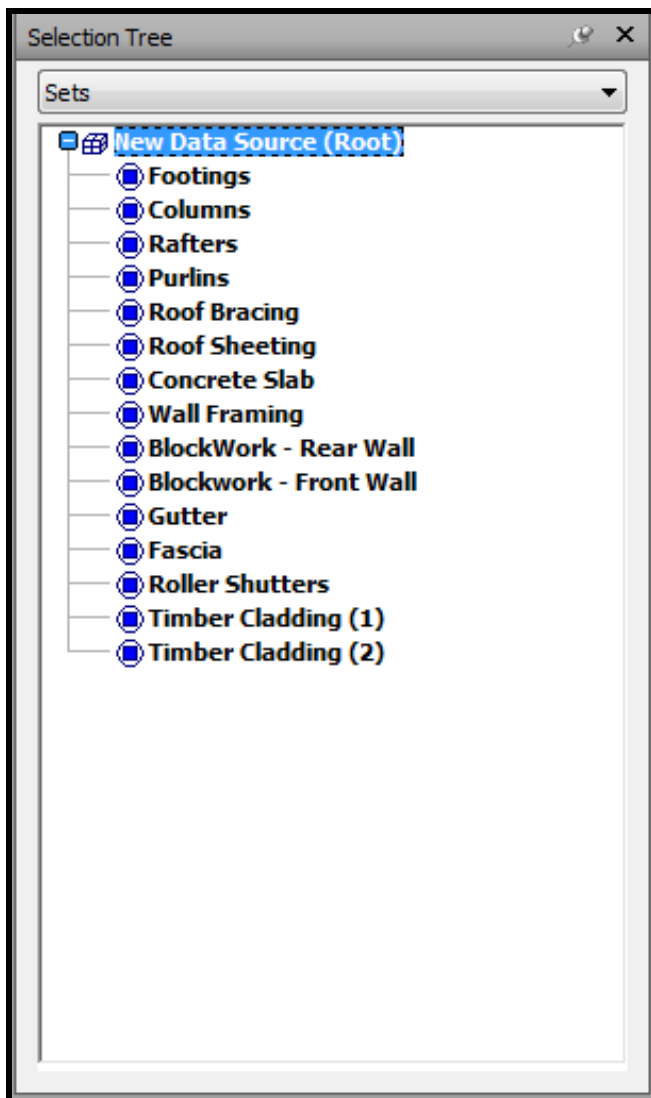 Selection Tree
Sets
New Data Source (Root)
Footings
Columns
Rafters
Purlins
Roof Bracing
Roof Sheeting
Concrete Slab
Wall Framing
BlockWork - Rear Wall
Blockwork - Front Wall
Gutter
Fascia
Roller Shutters
Timber Cladding (1)
Timber Cladding (2)